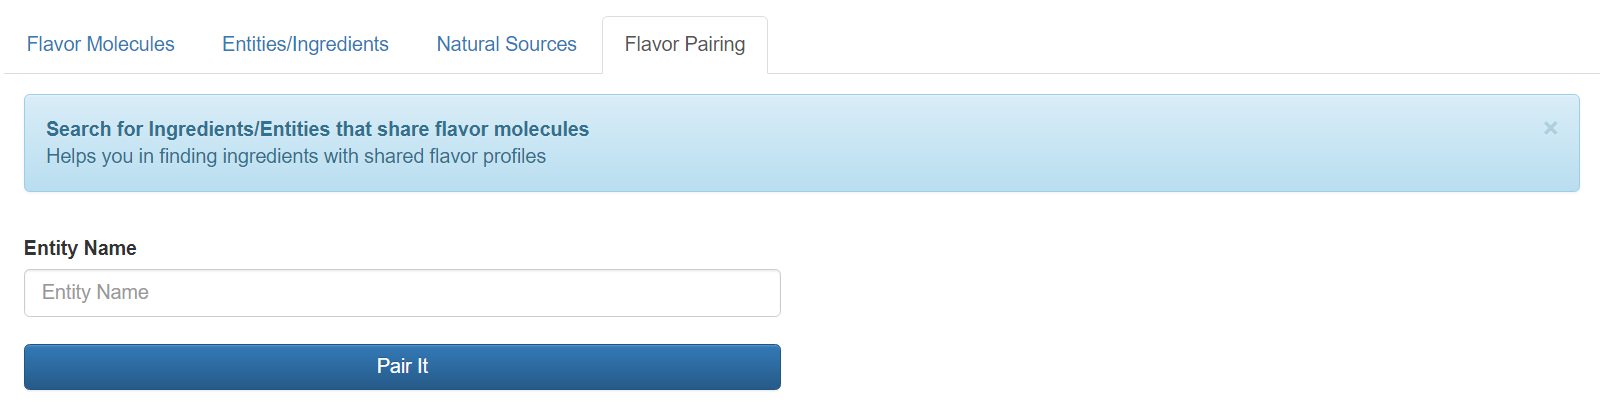 Flavor Molecules Entities/Ingredients Natural Sources Flavor Pairing
Search for Ingredients/Entities that share flavor molecules ×
Helps you in finding ingredients with shared flavor profiles
Entity Name
Entity Name
Pair It